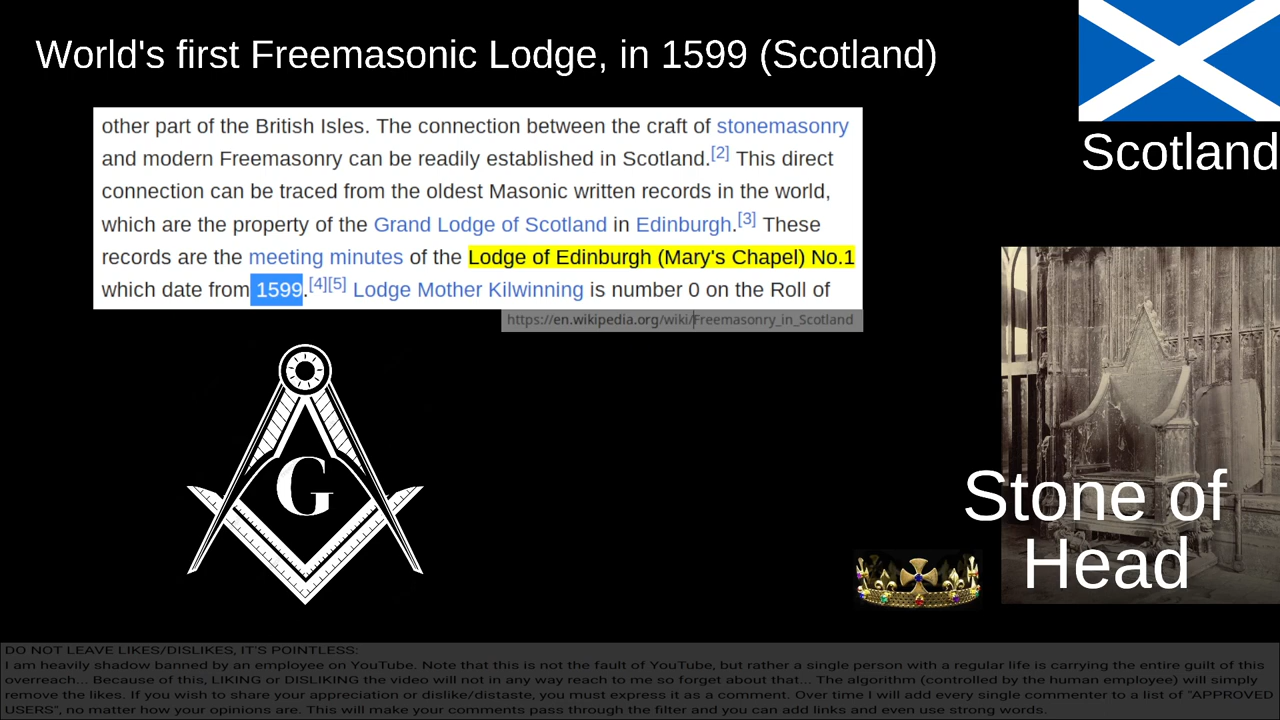 World's first Freemasonic Lodge, in 1599 (Scotland)
Scotland
other part of the British Isles. The connection between the craft of stonemasonry
and modern Freemasonry can be readily established in Scotland.[2] This direct
connection can be traced from the oldest Masonic written records in the world,
which are the property of the Grand Lodge of Scotland in Edinburgh.[3] These
records are the meeting minutes of the Lodge of Edinburgh (Mary's Chapel) No.1
which date from 1599.[4][5] Lodge Mother Kilwinning is number 0 on the Roll of
https://en.wikipedia.org/wiki/Freemasonry_in_Scotland
G
Stone of
Head
DO NOT LEAVE LIKES/DISLIKES, IT'S POINTLESS:
I am heavily shadow banned by an employee on YouTube. Note that this is not the fault of YouTube, but rather a single person with a regular life is carrying the entire guilt of this
overreach... Because of this, LIKING or DISLIKING the video will not in any way reach to me so forget about that... The algorithm (controlled by the human employee) will simply
remove the likes. If you wish to share your appreciation or dislike/distaste, you must express it as a comment. Over time I will add every single commenter to a list of "APPROVED
USERS", no matter how your opinions are. This will make your comments pass through the filter and you can add links and even use strong words.